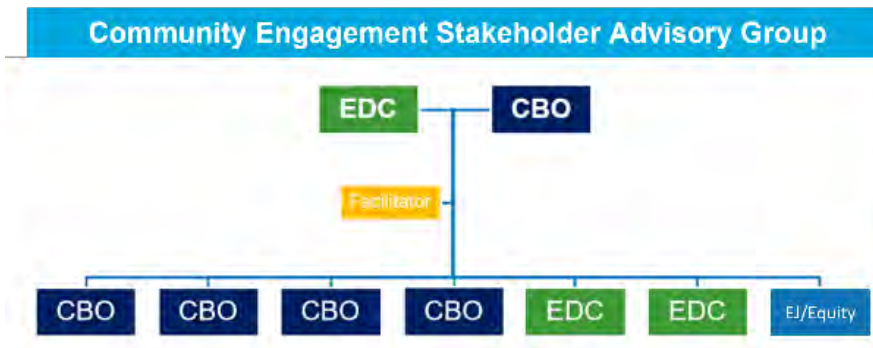 Community Engagement Stakeholder Advisory Group
EDC CBO
Facilitator
CBO CBO CBO CBO EDC EDC EJ/Equity